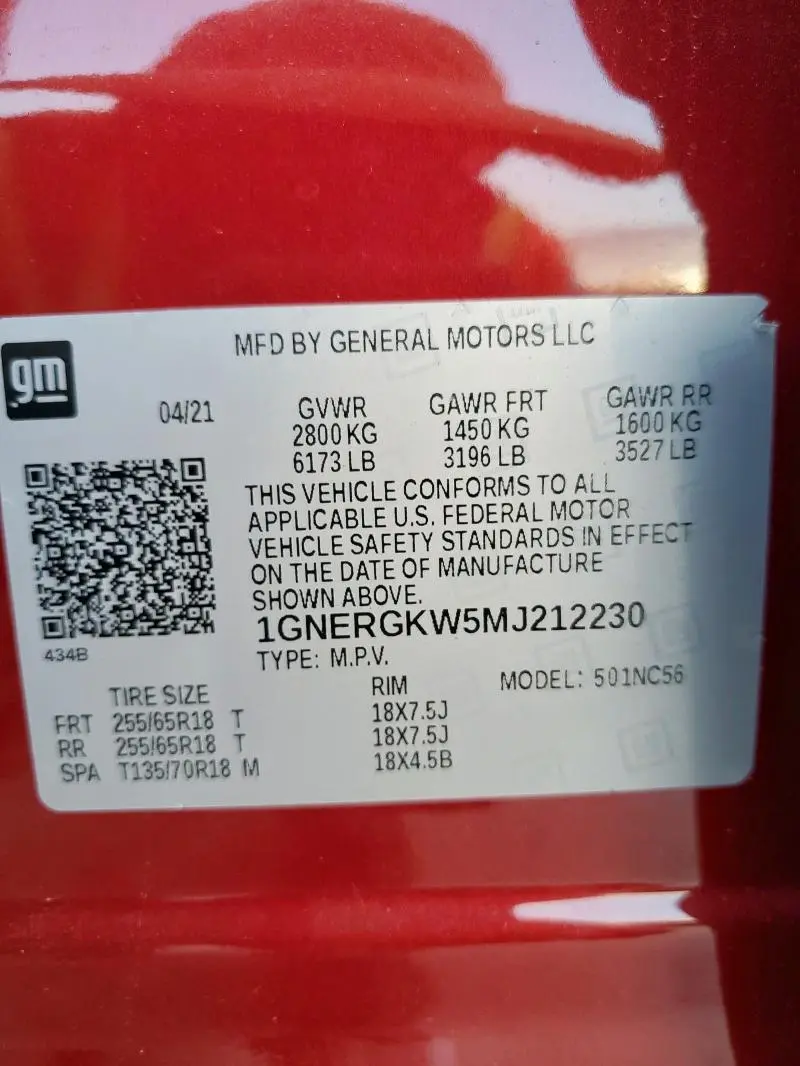 MFD BY GENERAL MOTORS LLC
gm
04/21 GVWR GAWR FRT GAWR RR
2800 KG 1450 KG 1600 KG
6173 LB 3196 LB 3527 LB
THIS VEHICLE CONFORMS TO ALL
APPLICABLE U.S. FEDERAL MOTOR
VEHICLE SAFETY STANDARDS IN EFFECT
ON THE DATE OF MANUFACTURE
SHOWN ABOVE.
1GNERGKW5MJ212230
434B
TYPE: M.P.V. MODEL: 501NC56
TIRE SIZE RIM
FRT 255/65R18 T 18X7.5J
RR 255/65R18 T 18X7.5J
SPA T135/70R18 M 18X4.5B